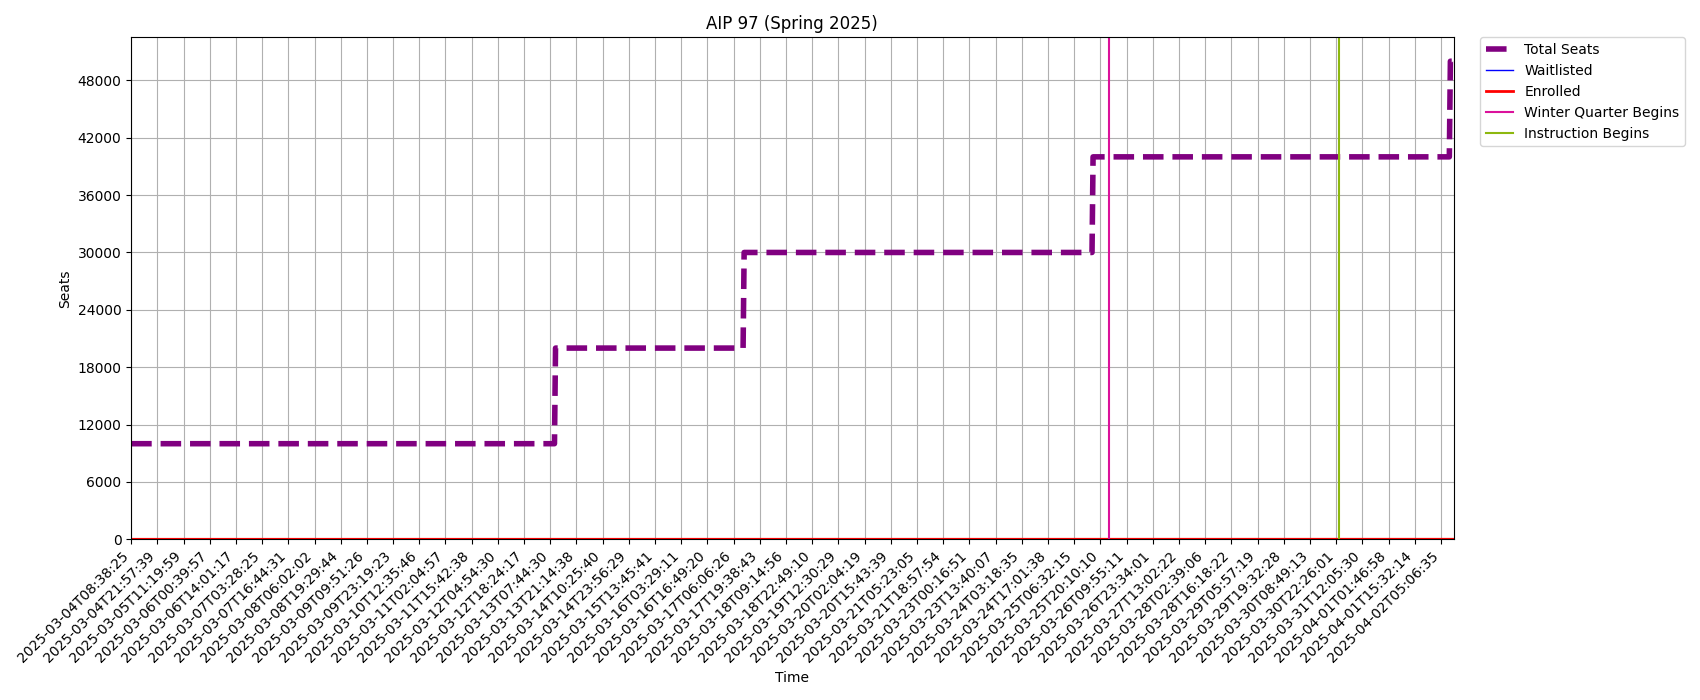 AIP 97 (Spring 2025)
Total Seats
Waitlisted
Enrolled
Winter Quarter Begins
Instruction Begins
48000
42000
36000
30000
24000
18000
12000
6000
0
Seats
2025-03-04T08:38:25
2025-03-04T21:57:39
2025-03-05T11:19:59
2025-03-06T00:39:57
2025-03-06T14:01:17
2025-03-07T03:28:25
2025-03-07T16:44:31
2025-03-08T06:02:02
2025-03-08T19:29:44
2025-03-09T09:51:26
2025-03-09T23:19:23
2025-03-10T12:35:46
2025-03-11T02:04:57
2025-03-11T15:42:38
2025-03-12T04:54:30
2025-03-12T18:24:17
2025-03-13T07:44:30
2025-03-13T21:14:38
2025-03-14T10:25:40
2025-03-14T23:56:29
2025-03-15T13:45:41
2025-03-16T03:29:11
2025-03-16T16:49:20
2025-03-17T06:06:26
2025-03-17T19:38:43
2025-03-18T09:14:56
2025-03-18T22:49:10
2025-03-19T12:30:29
2025-03-20T02:04:19
2025-03-20T15:43:39
2025-03-21T05:23:05
2025-03-21T18:57:54
2025-03-23T00:16:51
2025-03-23T13:40:07
2025-03-24T03:18:35
2025-03-24T17:01:38
2025-03-25T06:32:15
2025-03-25T20:10:10
2025-03-26T09:55:11
2025-03-26T23:34:01
2025-03-27T13:02:22
2025-03-28T02:39:06
2025-03-28T16:18:22
2025-03-29T05:57:19
2025-03-29T19:32:28
2025-03-30T08:49:13
2025-03-30T22:26:01
2025-03-31T12:05:30
2025-04-01T01:46:58
2025-04-01T15:32:14
2025-04-02T05:06:35
Time